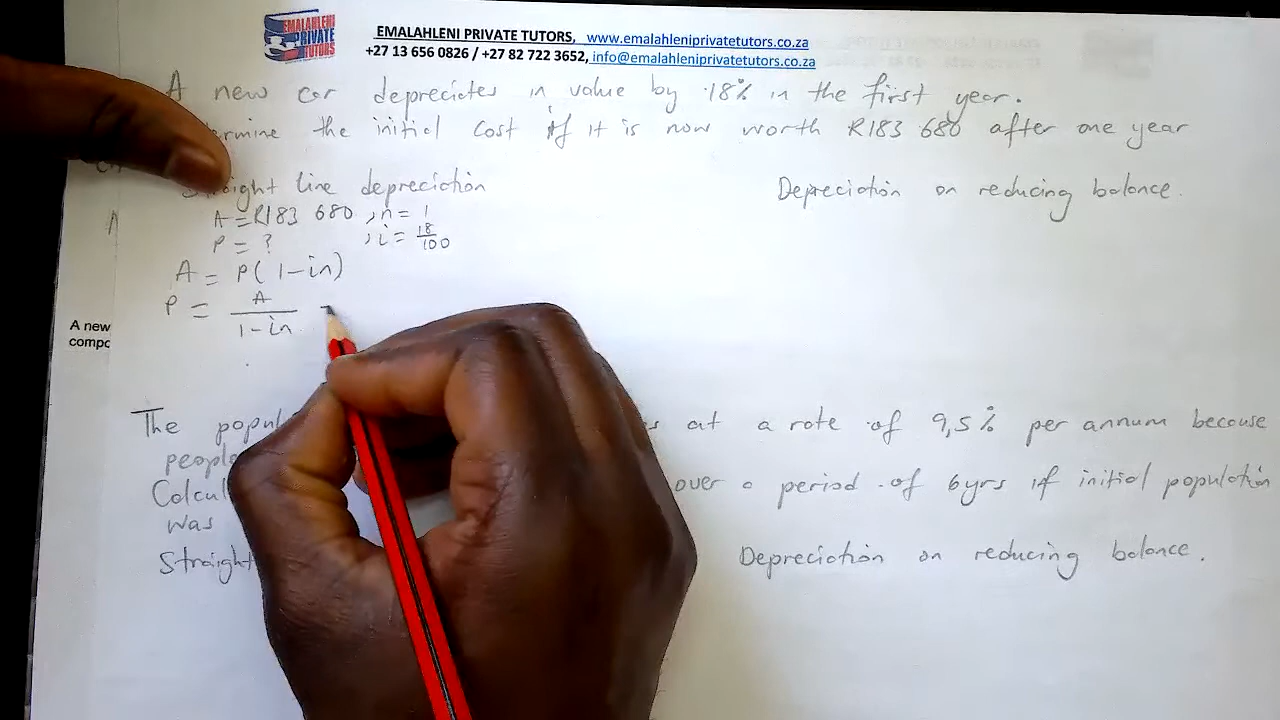 EMALAHLENI PRIVATE TUTORS
EMALAHLENI PRIVATE TUTORS, www.emalahleniprivatetutors.co.za
+27 13 656 0826 / +27 82 722 3652, info@emalahleniprivatetutors.co.za
A new car depreciates in value by 18% in the first year.
ermine the initial cost if it is now worth R183 680 after one year
Straight line depreciation
Depreciation on reducing balance.
A = R183 680, n = 1
P = ? , i = 18/100
A = P(1-in)
P = A/1-in
A new
compo
The popul s at a rate of 9,5% per annum because
people
Calcul over a period of 6yrs if initial population
was
Straight Depreciation on reducing balance.